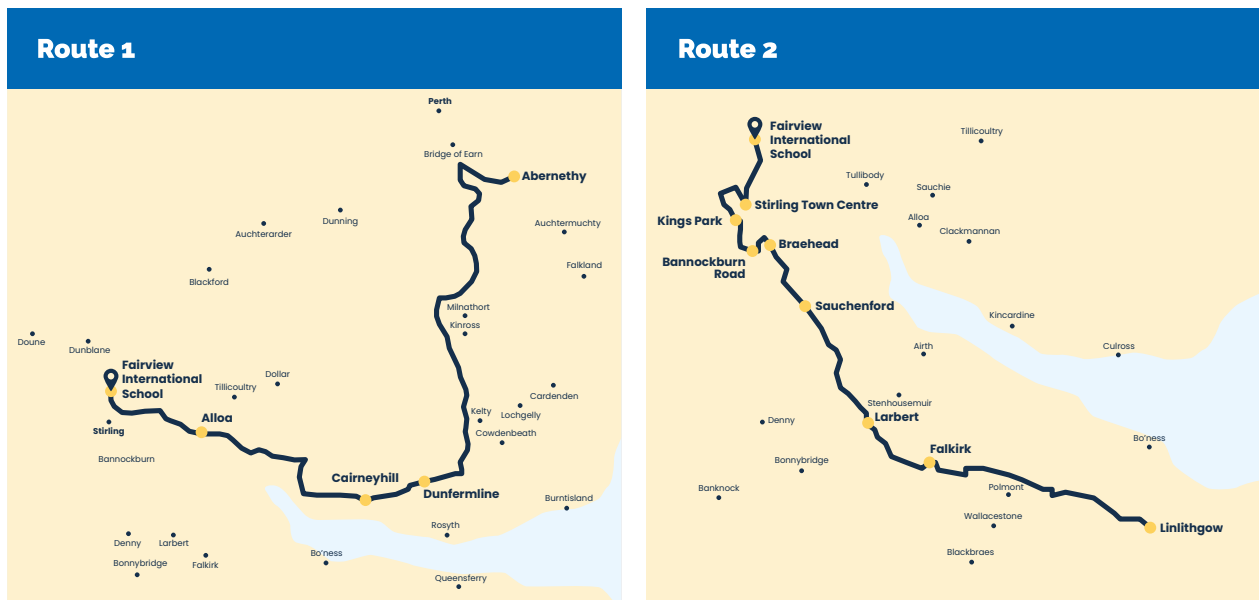 Route 1
Perth
Bridge of Earn
Abernethy
Dunning
Auchterarder
Auchtermuchty
Falkland
Blackford
Milnathort
Kinross
Doune
Dunblane
Fairview
International
School
Dollar
Tillicoultry
Cardenden
Kelty
Lochgelly
Alloa
Stirling
Cowdenbeath
Bannockburn
Cairneyhill
Dunfermline
Burntisland
Rosyth
Denny
Larbert
Bo'ness
Bonnybridge
Falkirk
Queensferry
Route 2
Fairview
International
School
Tillicoultry
Tullibody
Sauchie
Stirling Town Centre
Kings Park
Alloa
Clackmannan
Braehead
Bannockburn
Road
Sauchenford
Kincardine
Airth
Culross
Stenhousemuir
Larbert
Denny
Bo'ness
Falkirk
Bonnybridge
Banknock
Polmont
Wallacestone
Linlithgow
Blackbraes